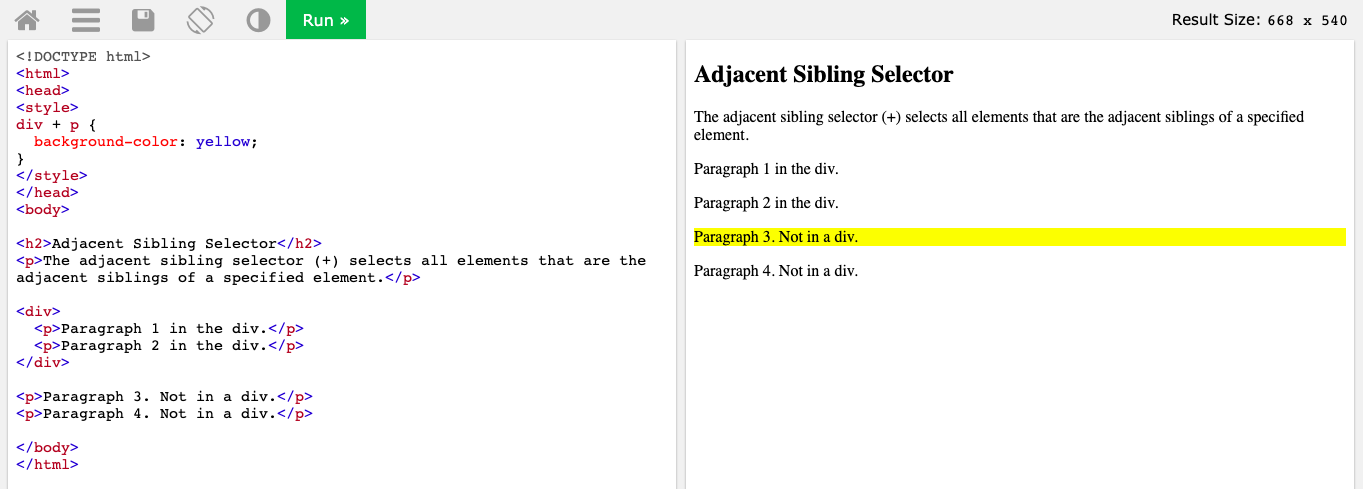 Run »
Result Size: 668 x 540
<!DOCTYPE html>
<html>
<head>
<style>
div + p {
  background-color: yellow;
}
</style>
</head>
<body>
<h2>Adjacent Sibling Selector</h2>
<p>The adjacent sibling selector (+) selects all elements that are the
adjacent siblings of a specified element.</p>
<div>
  <p>Paragraph 1 in the div.</p>
  <p>Paragraph 2 in the div.</p>
</div>
<p>Paragraph 3. Not in a div.</p>
<p>Paragraph 4. Not in a div.</p>
</body>
</html>
Adjacent Sibling Selector
The adjacent sibling selector (+) selects all elements that are the adjacent siblings of a specified
element.
Paragraph 1 in the div.
Paragraph 2 in the div.
Paragraph 3. Not in a div.
Paragraph 4. Not in a div.